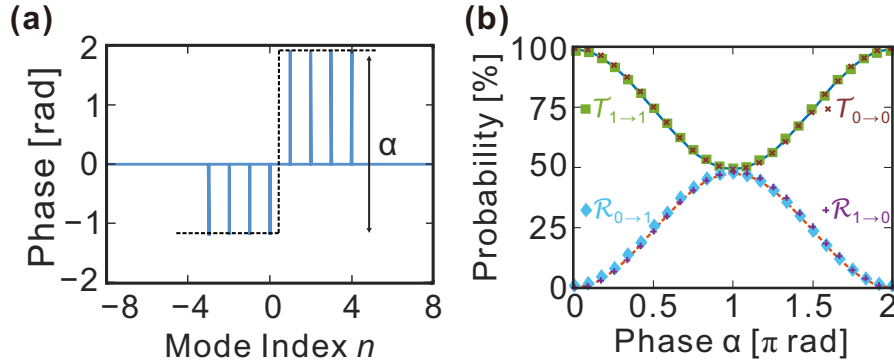 (a)
Phase [rad]
2
1
0
−1
−2
α
−8
−4
0
4
8
Mode Index n
(b)
Probability [%]
100
75
50
25
0
𝒯1→1
𝒯0→0
ℛ0→1
ℛ1→0
0
0.5
1
1.5
2
Phase α [π rad]